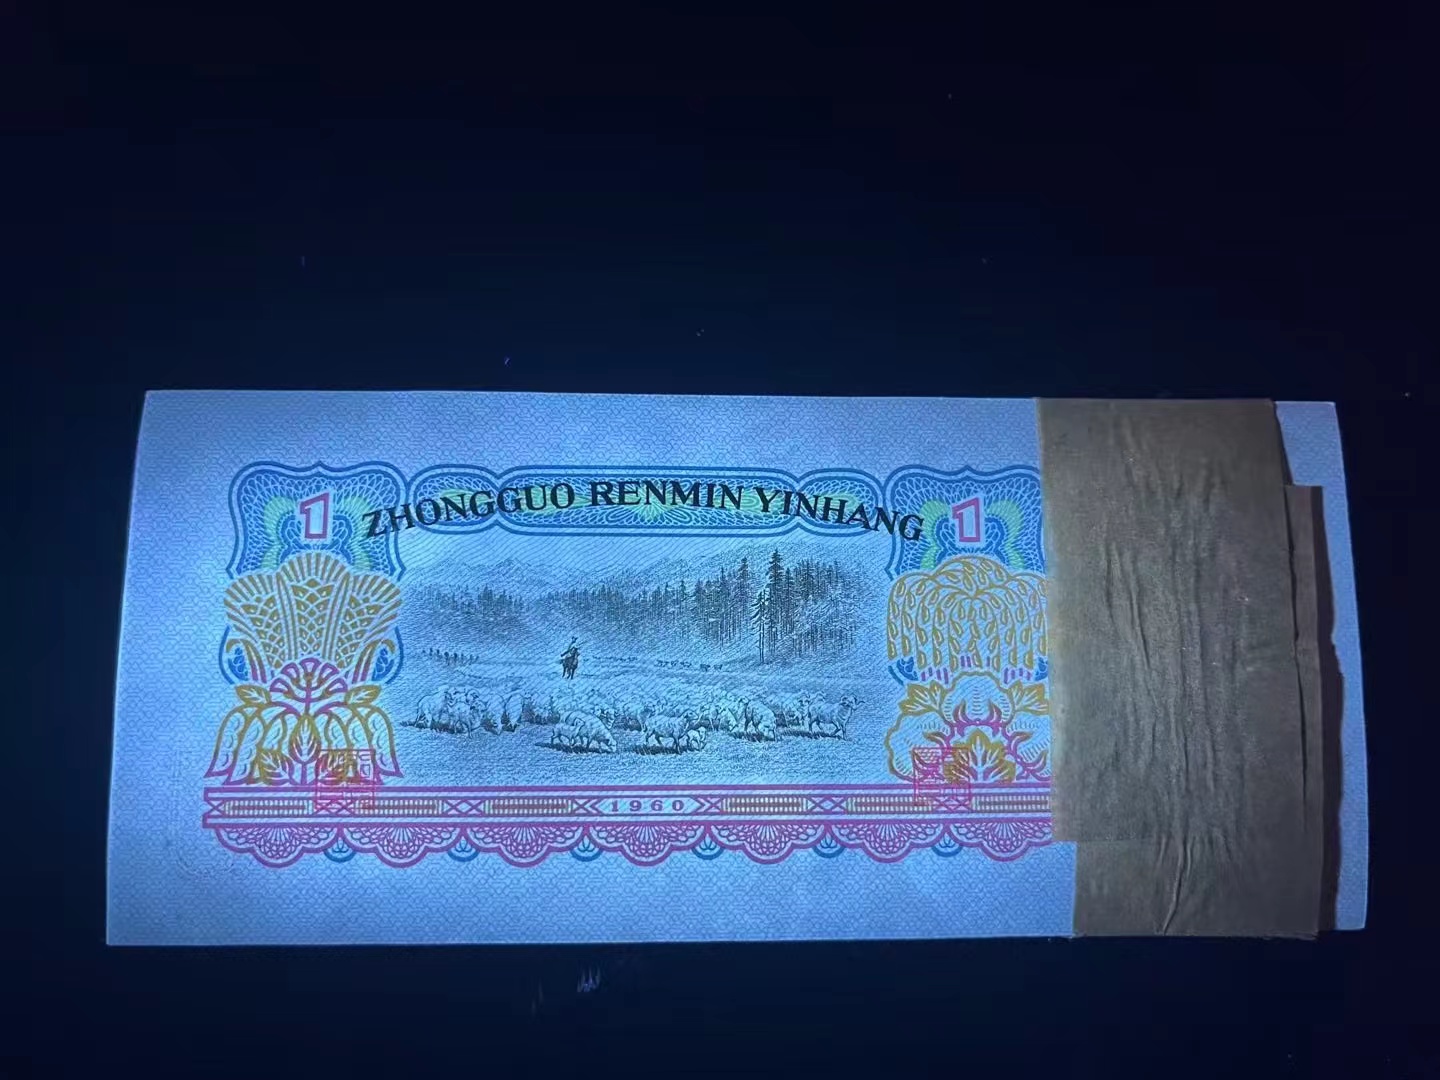 1 ZHONGGUO RENMIN YINHANG 1
1960